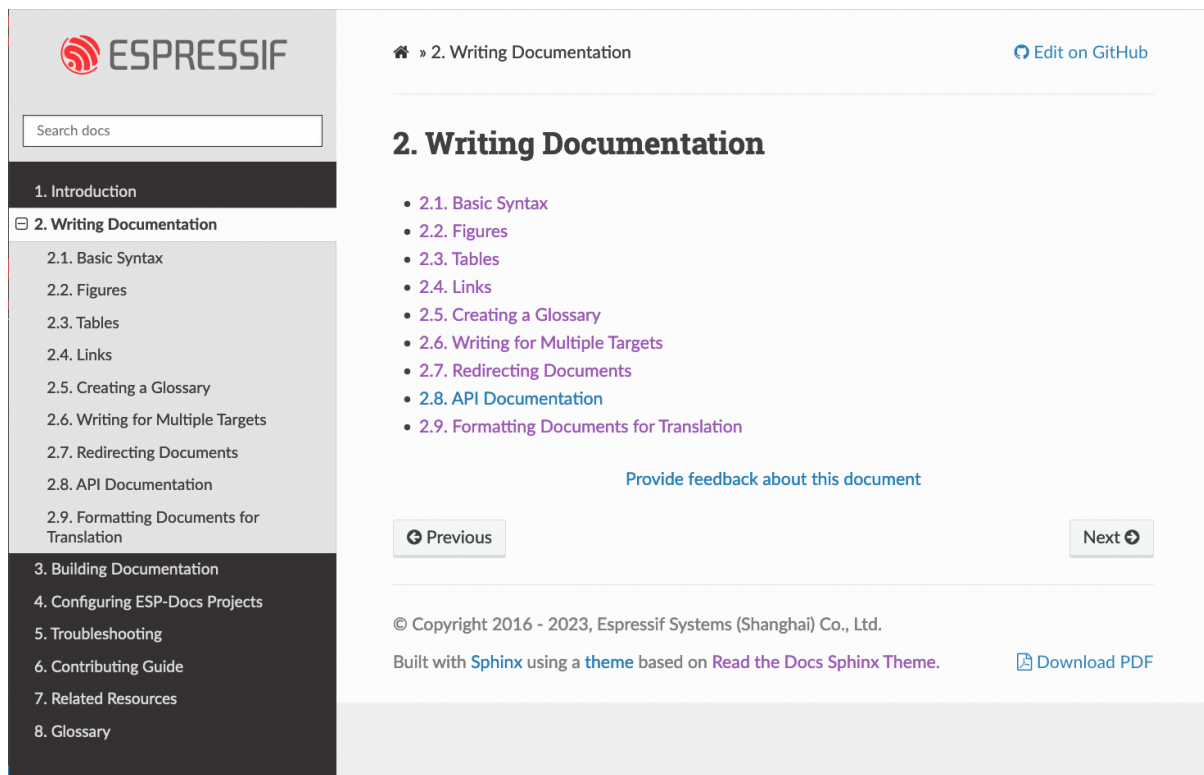 ESPRESSIF
Search docs
1. Introduction
2. Writing Documentation
2.1. Basic Syntax
2.2. Figures
2.3. Tables
2.4. Links
2.5. Creating a Glossary
2.6. Writing for Multiple Targets
2.7. Redirecting Documents
2.8. API Documentation
2.9. Formatting Documents for
Translation
3. Building Documentation
4. Configuring ESP-Docs Projects
5. Troubleshooting
6. Contributing Guide
7. Related Resources
8. Glossary
» 2. Writing Documentation
Edit on GitHub
2. Writing Documentation
• 2.1. Basic Syntax
• 2.2. Figures
• 2.3. Tables
• 2.4. Links
• 2.5. Creating a Glossary
• 2.6. Writing for Multiple Targets
• 2.7. Redirecting Documents
• 2.8. API Documentation
• 2.9. Formatting Documents for Translation
Provide feedback about this document
Previous
Next
© Copyright 2016 - 2023, Espressif Systems (Shanghai) Co., Ltd.
Built with Sphinx using a theme based on Read the Docs Sphinx Theme.
Download PDF